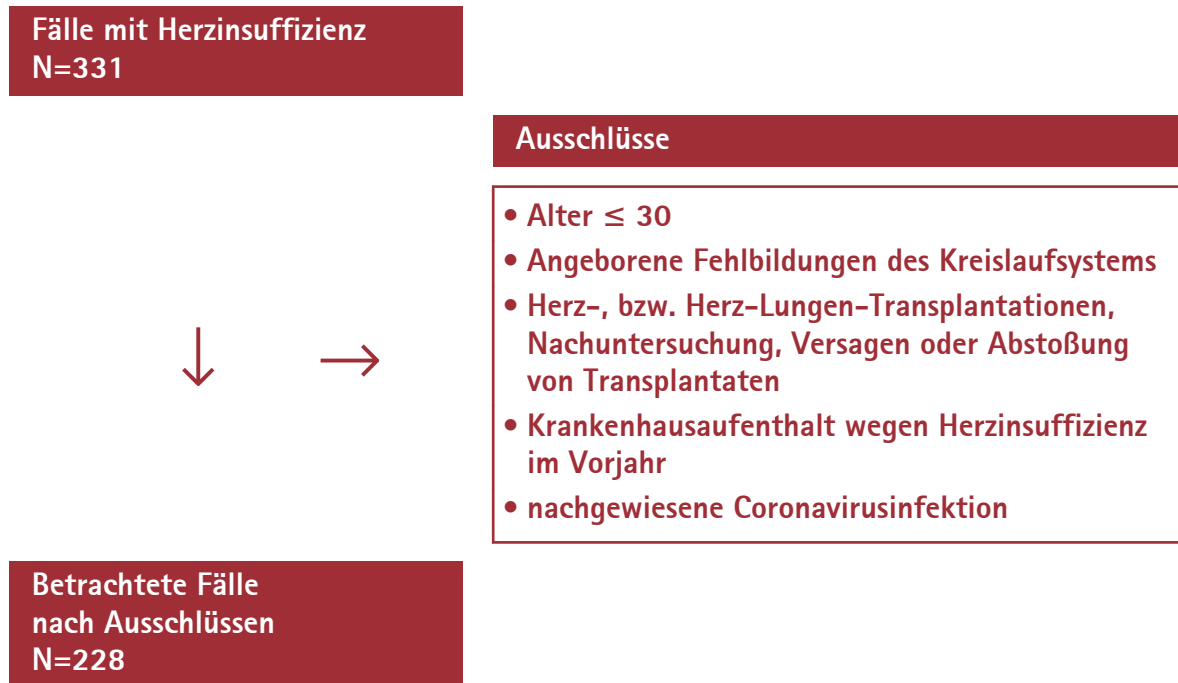 Fälle mit Herzinsuffizienz
N=331
Ausschlüsse
• Alter ≤ 30
• Angeborene Fehlbildungen des Kreislaufsystems
• Herz-, bzw. Herz-Lungen-Transplantationen,
Nachuntersuchung, Versagen oder Abstoßung
von Transplantaten
• Krankenhausaufenthalt wegen Herzinsuffizienz
im Vorjahr
• nachgewiesene Coronavirusinfektion
Betrachtete Fälle
nach Ausschlüssen
N=228